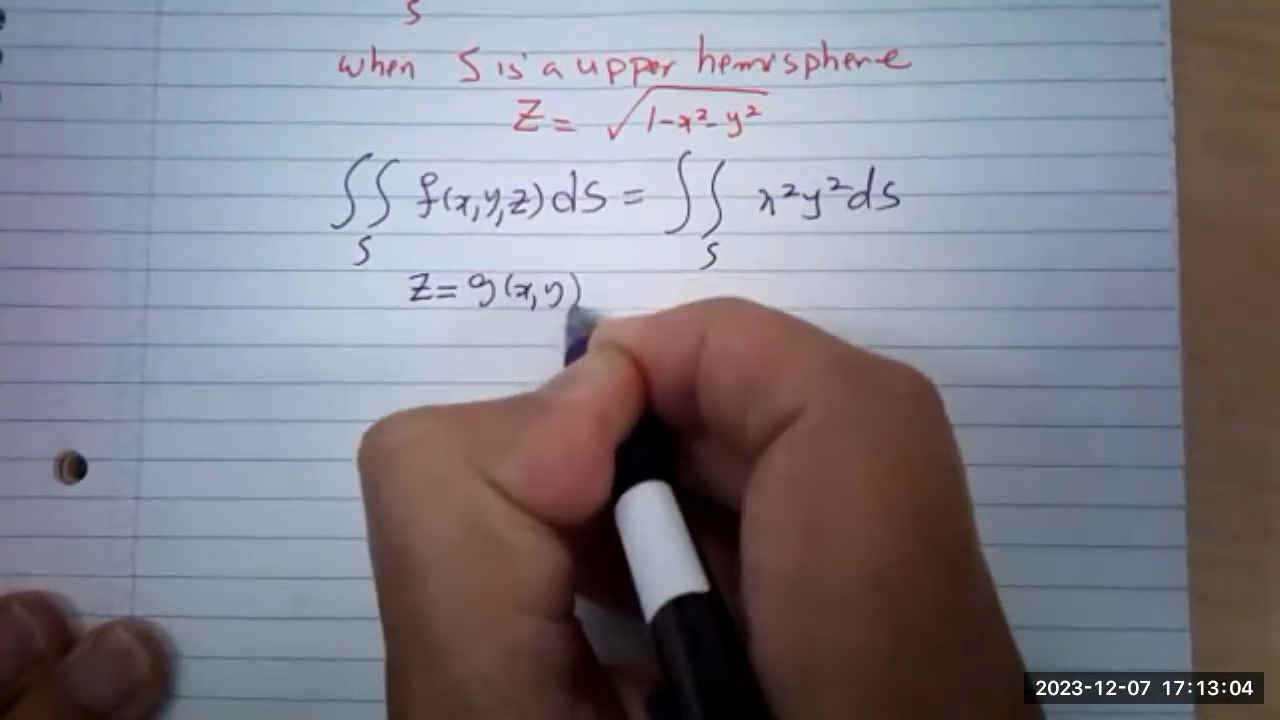 S
when S is a upper hemisphere
Z = √1-x²-y²
∫∫ f(x,y,z) ds = ∫∫ x²y² ds
S S
Z = g(x,y)
2023-12-07 17:13:04